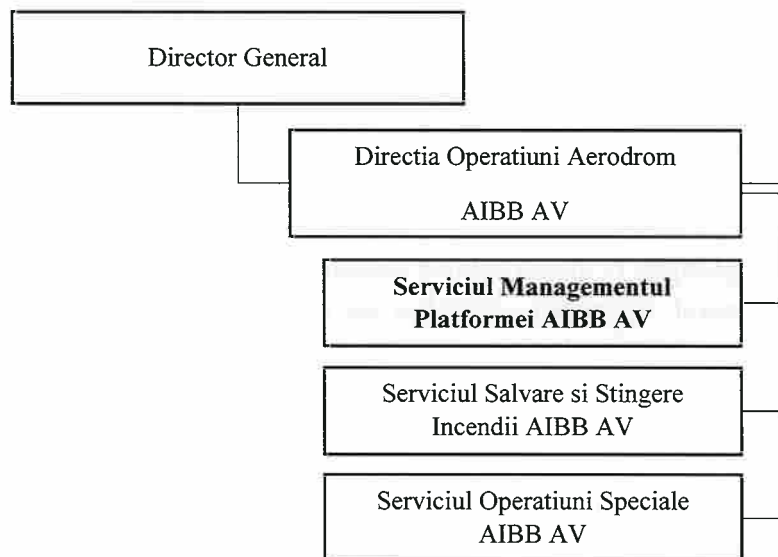 Director General
Directia Operatiuni Aerodrom
AIBB AV
Serviciul Managementul
Platformei AIBB AV
Serviciul Salvare si Stingere
Incendii AIBB AV
Serviciul Operatiuni Speciale
AIBB AV